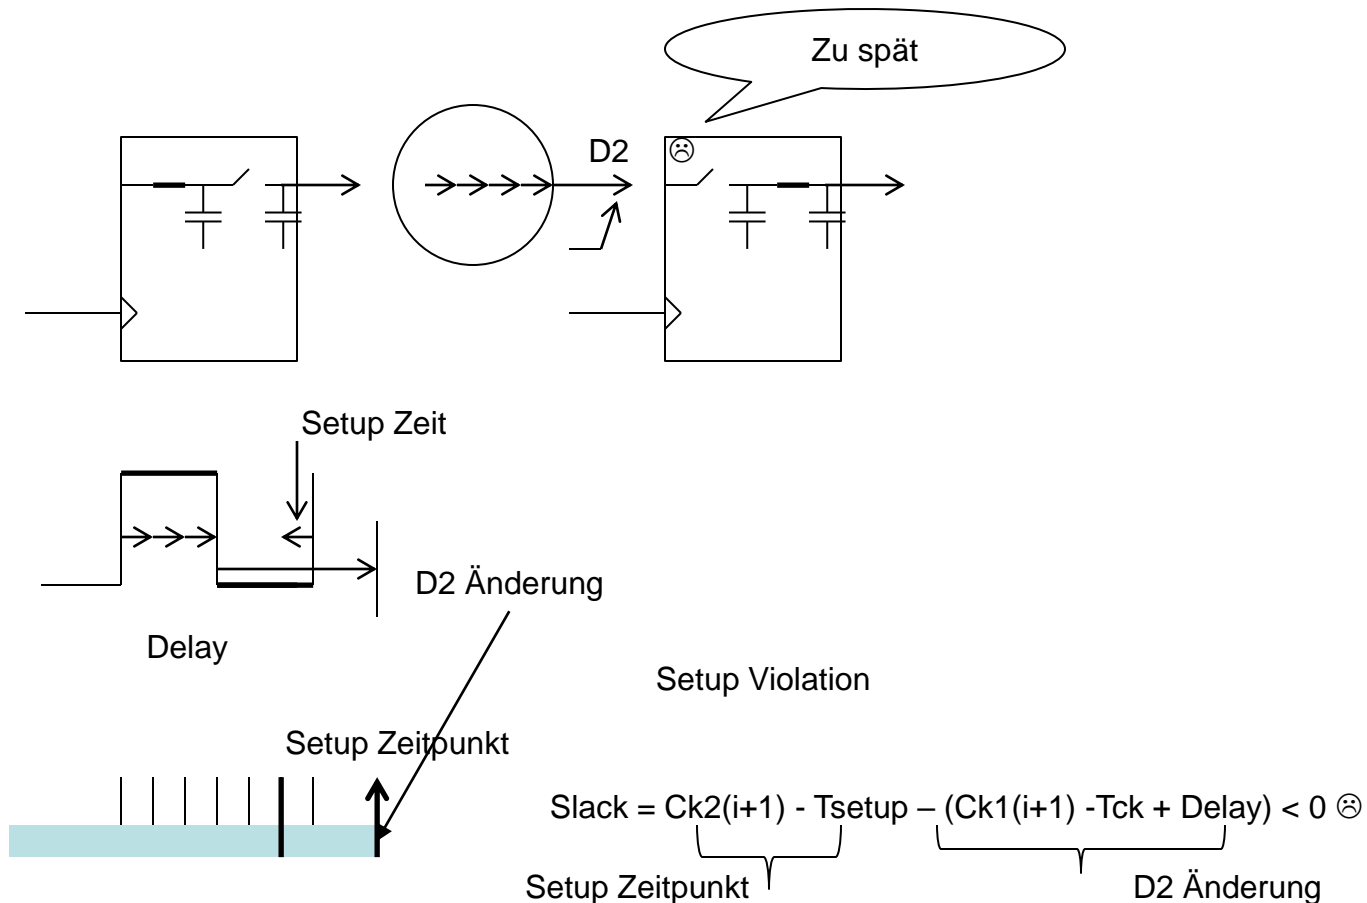 Zu spät
D2
☹
Setup Zeit
D2 Änderung
Delay
Setup Violation
Setup Zeitpunkt
Slack = Ck2(i+1) - Tsetup – (Ck1(i+1) -Tck + Delay) < 0 ☹
Setup Zeitpunkt
D2 Änderung